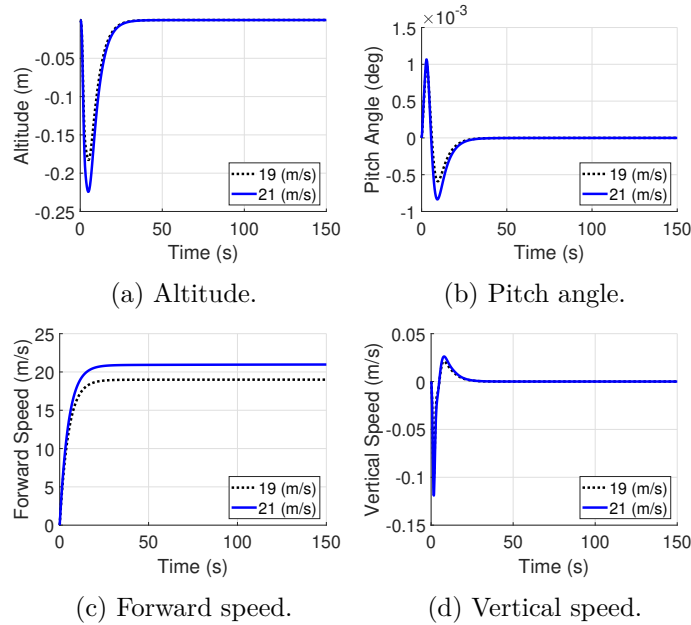 Altitude (m)
-0.05
-0.1
-0.15
-0.2
-0.25
0
50
100
150
Time (s)
19 (m/s)
21 (m/s)
(a) Altitude.
×10-3
Pitch Angle (deg)
1.5
1
0.5
0
-0.5
-1
0
50
100
150
Time (s)
19 (m/s)
21 (m/s)
(b) Pitch angle.
Forward Speed (m/s)
25
20
15
10
5
0
0
50
100
150
Time (s)
19 (m/s)
21 (m/s)
(c) Forward speed.
Vertical Speed (m/s)
0.05
0
-0.05
-0.1
-0.15
0
50
100
150
Time (s)
19 (m/s)
21 (m/s)
(d) Vertical speed.